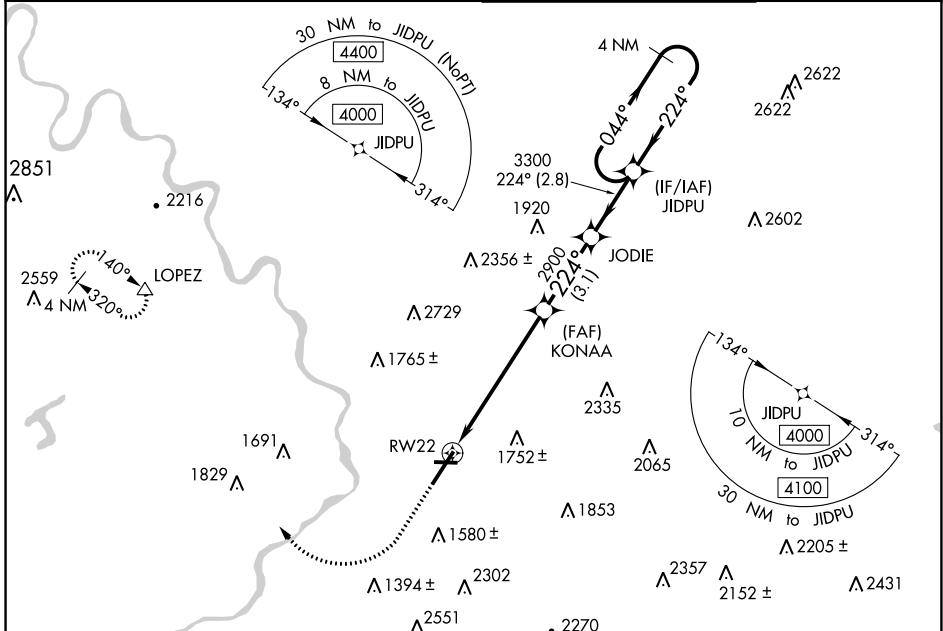 30 NM to JIDPU (NoPT)
4400
8 NM to JIDPU
4000
134°
JIDPU
314°
4 NM
044°
224°
2622
2622
3300
224° (2.8)
(IF/IAF)
JIDPU
1920
2602
JODIE
2851
2216
2356 ±
2900
224°
(3.1)
140°
LOPEZ
2559
4 NM
320°
2729
(FAF)
KONAA
1765 ±
134°
2335
JIDPU
4000
314°
10 NM to JIDPU
4100
30 NM to JIDPU
RW22
1691
1752 ±
2065
1829
1853
1580 ±
2205 ±
1394 ±
2302
2357
2152 ±
2431
2551
2270